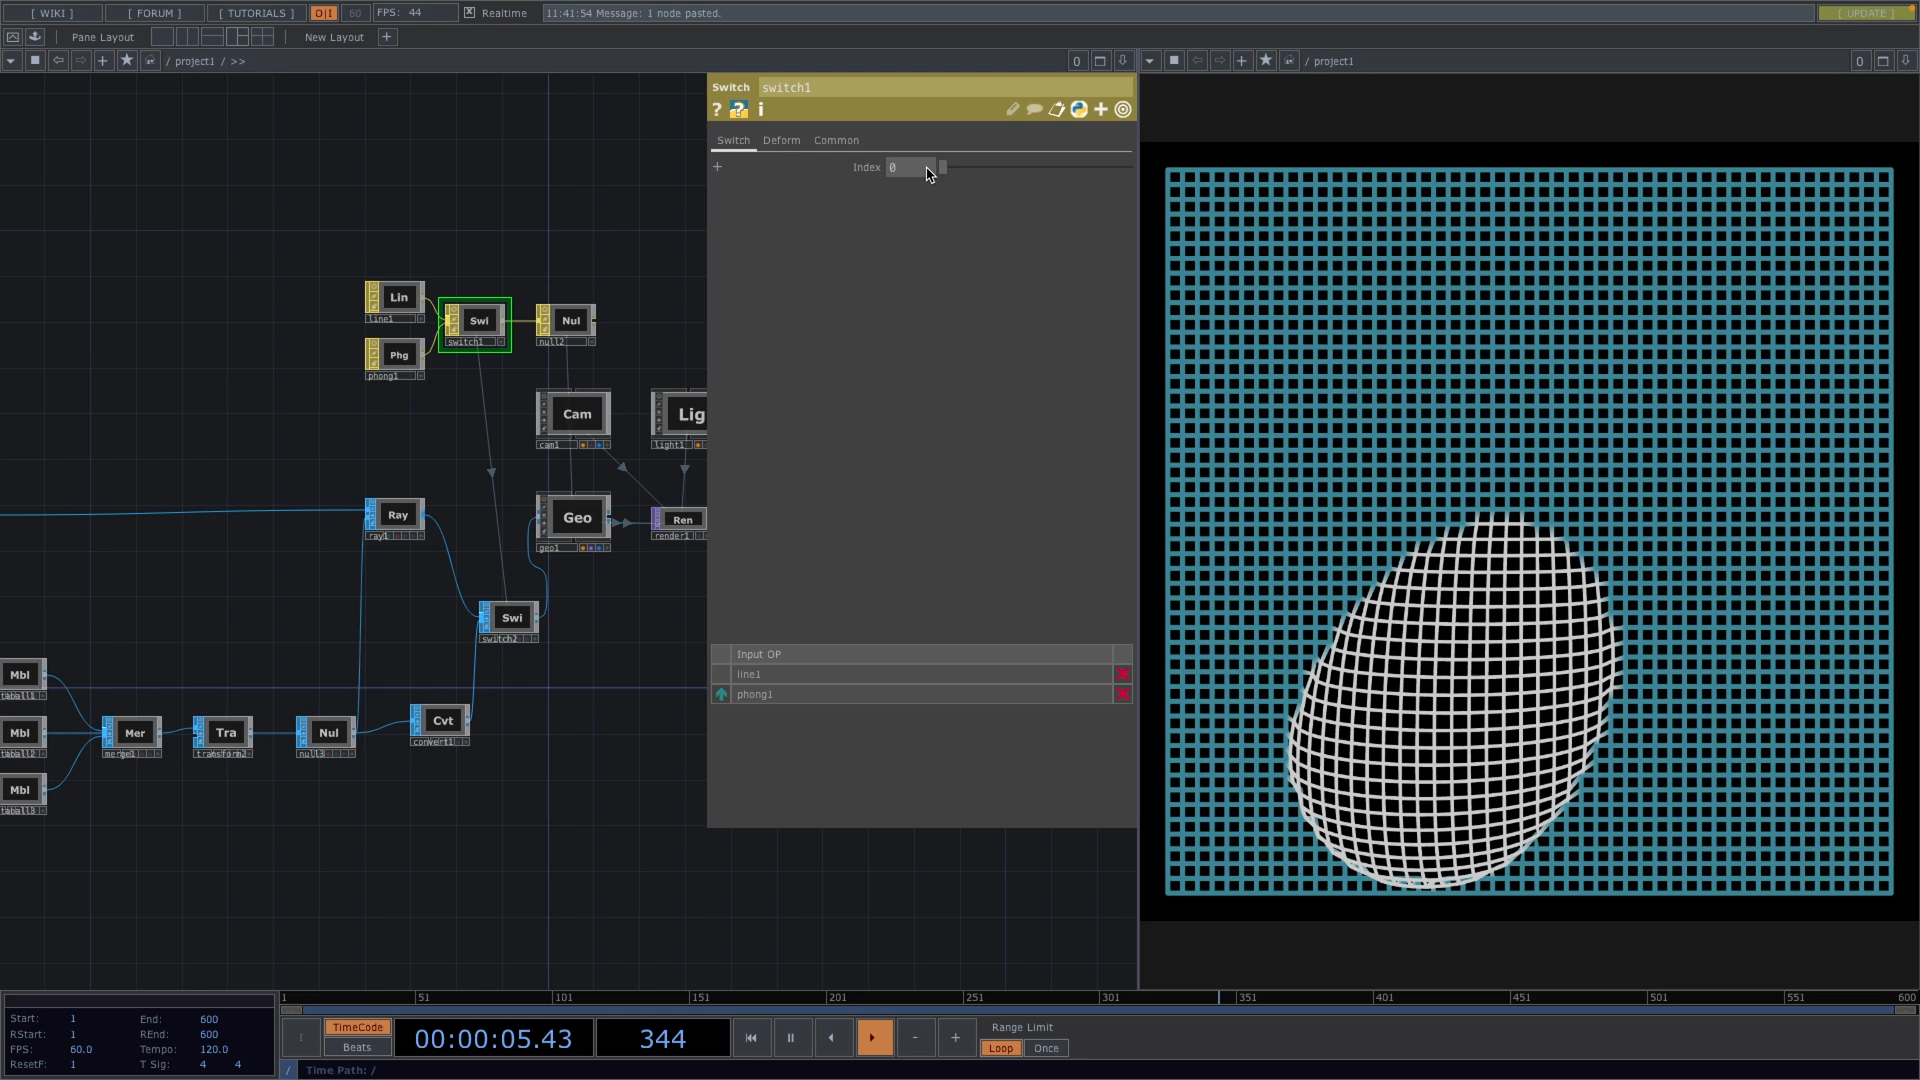 [ WIKI ] [ FORUM ] [ TUTORIALS ] O|I 60 FPS: 44 Realtime 11:41:54 Message: 1 node pasted. [ UPDATE ]
Pane Layout New Layout +
/ project1 / >> 0
/ project1 0
Switch switch1
? ? i
Switch Deform Common
+ Index 0
Lin
line1
Swi
switch1
Nul
null2
Phg
phong1
Cam
cam1
Lig
light1
Ray
ray1
Geo
geo1
Ren
render1
Swi
switch2
Input OP
line1
phong1
Mbl
taball1
Mbl
taball2
Mer
merge1
Tra
transform2
Nul
null3
Cvt
convert1
Mbl
taball3
1 51 101 151 201 251 301 351 401 451 501 551 600
Start: 1 End: 600
RStart: 1 REnd: 600
FPS: 60.0 Tempo: 120.0
ResetF: 1 T Sig: 4 4
TimeCode
Beats
00:00:05.43
344
- +
Range Limit
Loop Once
/ Time Path: /